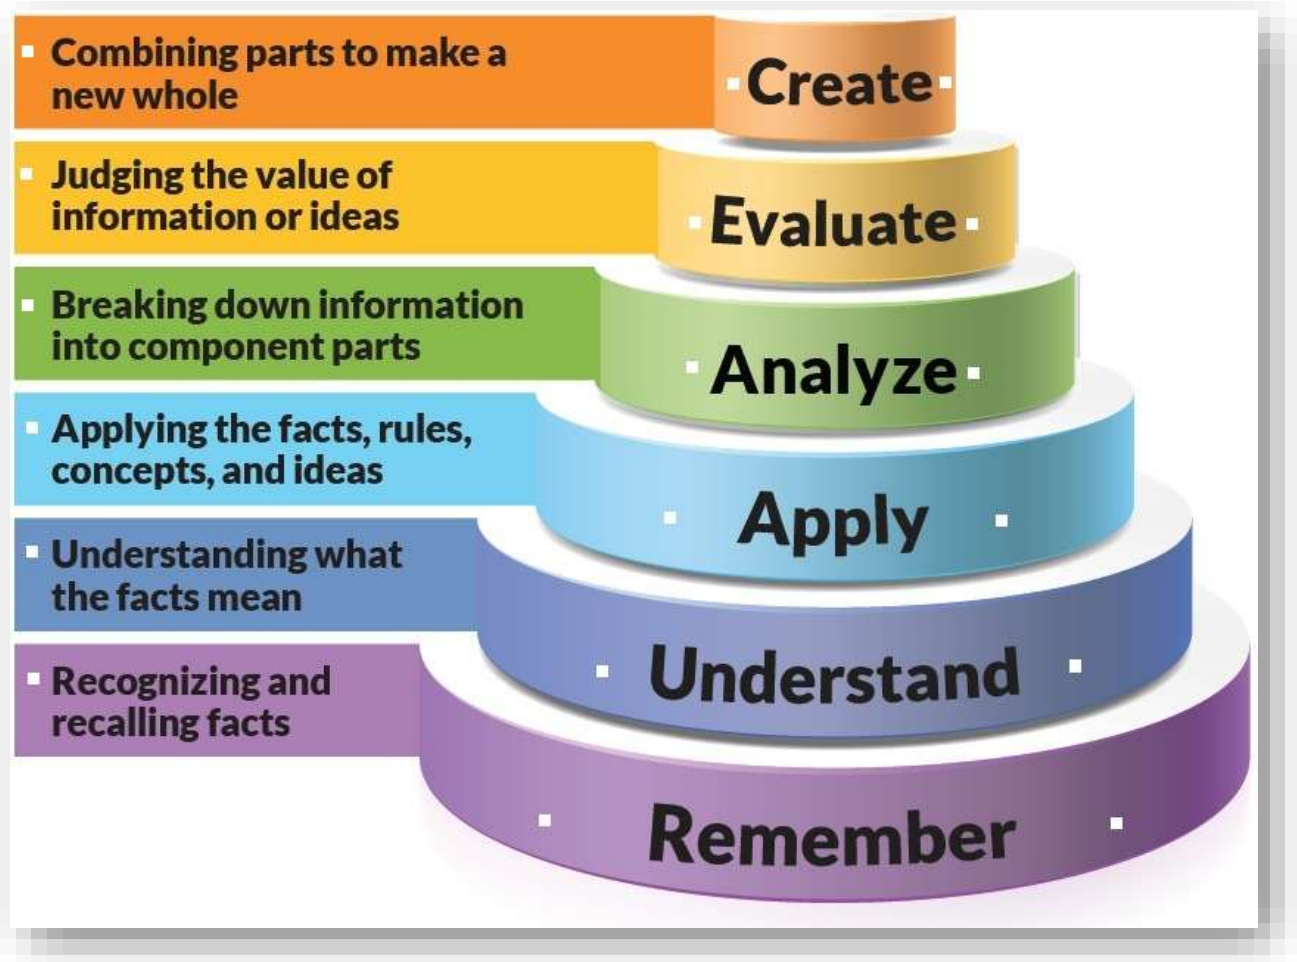 Combining parts to make a
new whole
Create
Judging the value of
information or ideas
Evaluate
Breaking down information
into component parts
Analyze
Applying the facts, rules,
concepts, and ideas
Apply
Understanding what
the facts mean
Understand
Recognizing and
recalling facts
Remember